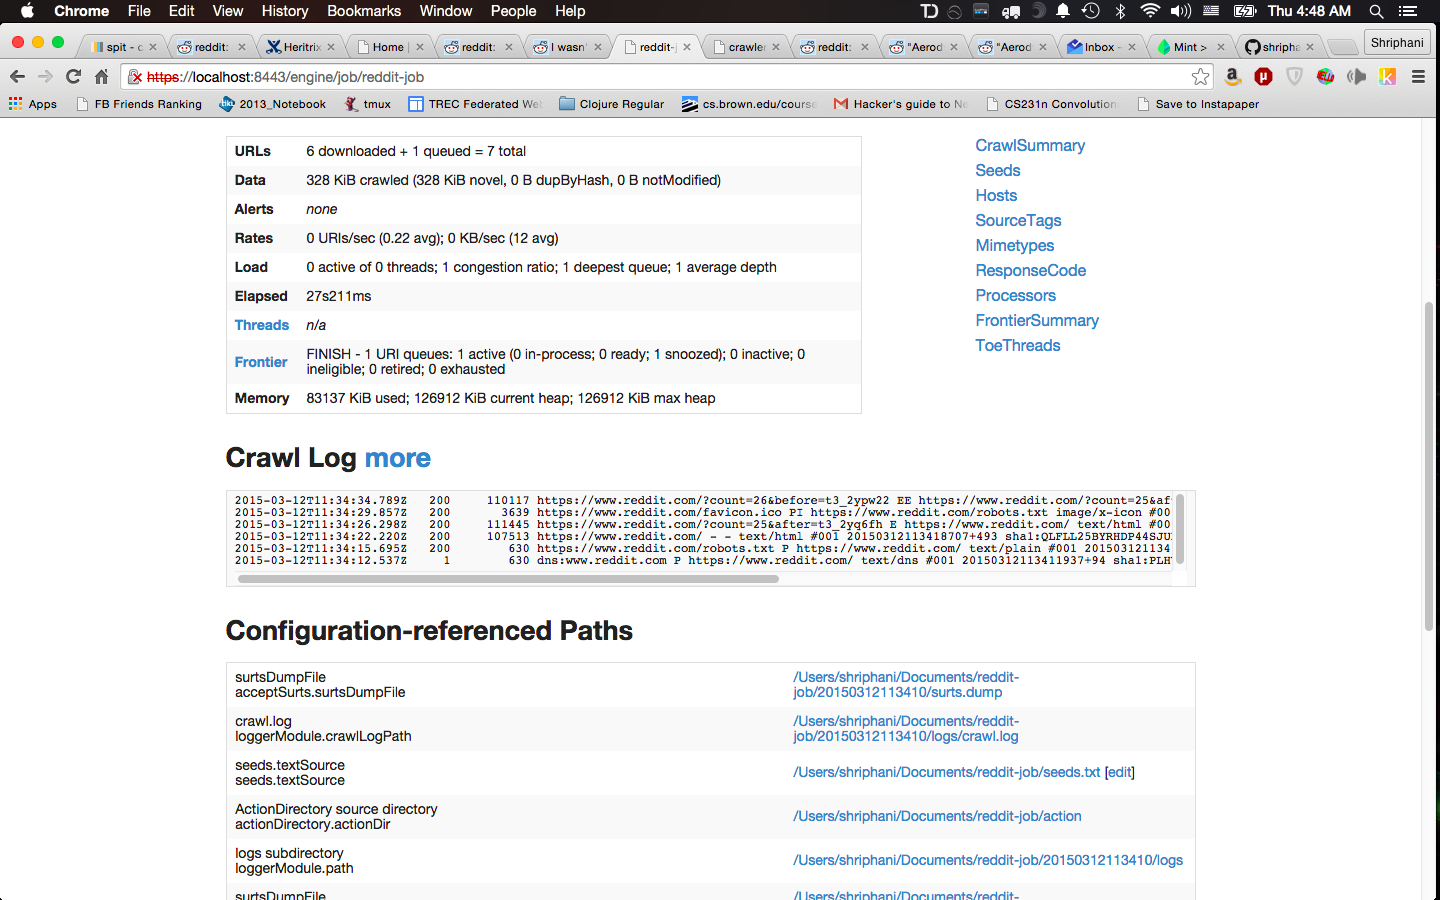 Chrome File Edit View History Bookmarks Window People Help Thu 4:48 AM
spit - c reddit: Heritrix Home | reddit: I wasn' reddit- crawler reddit: "Aerod "Aerod Inbox - Mint > shripha Shriphani
https://localhost:8443/engine/job/reddit-job
Apps FB Friends Ranking 2013_Notebook tmux TREC Federated We Clojure Regular cs.brown.edu/course Hacker's guide to Ne CS231n Convolution Save to Instapaper
URLs 6 downloaded + 1 queued = 7 total
Data 328 KiB crawled (328 KiB novel, 0 B dupByHash, 0 B notModified)
Alerts none
Rates 0 URIs/sec (0.22 avg); 0 KB/sec (12 avg)
Load 0 active of 0 threads; 1 congestion ratio; 1 deepest queue; 1 average depth
Elapsed 27s211ms
Threads n/a
Frontier FINISH - 1 URI queues: 1 active (0 in-process; 0 ready; 1 snoozed); 0 inactive; 0
ineligible; 0 retired; 0 exhausted
Memory 83137 KiB used; 126912 KiB current heap; 126912 KiB max heap
CrawlSummary
Seeds
Hosts
SourceTags
Mimetypes
ResponseCode
Processors
FrontierSummary
ToeThreads
Crawl Log more
2015-03-12T11:34:34.789Z 200 110117 https://www.reddit.com/?count=26&before=t3_2ypw22 EE https://www.reddit.com/?count=25&af
2015-03-12T11:34:29.857Z 200 3639 https://www.reddit.com/favicon.ico PI https://www.reddit.com/robots.txt image/x-icon #00
2015-03-12T11:34:26.298Z 200 111445 https://www.reddit.com/?count=25&after=t3_2yq6fh E https://www.reddit.com/ text/html #00
2015-03-12T11:34:22.220Z 200 107513 https://www.reddit.com/ - - text/html #001 20150312113418707+493 sha1:QLFLL25BYRHDP44SJU
2015-03-12T11:34:15.695Z 200 630 https://www.reddit.com/robots.txt P https://www.reddit.com/ text/plain #001 201503121134
2015-03-12T11:34:12.537Z 1 630 dns:www.reddit.com P https://www.reddit.com/ text/dns #001 20150312113411937+94 sha1:PLH
Configuration-referenced Paths
surtsDumpFile
acceptSurts.surtsDumpFile
/Users/shriphani/Documents/reddit-
job/20150312113410/surts.dump
crawl.log
loggerModule.crawlLogPath
/Users/shriphani/Documents/reddit-
job/20150312113410/logs/crawl.log
seeds.textSource
seeds.textSource
/Users/shriphani/Documents/reddit-job/seeds.txt [edit]
ActionDirectory source directory
actionDirectory.actionDir
/Users/shriphani/Documents/reddit-job/action
logs subdirectory
loggerModule.path
/Users/shriphani/Documents/reddit-job/20150312113410/logs
surtsDumpFile
/Users/shriphani/Documents/reddit-